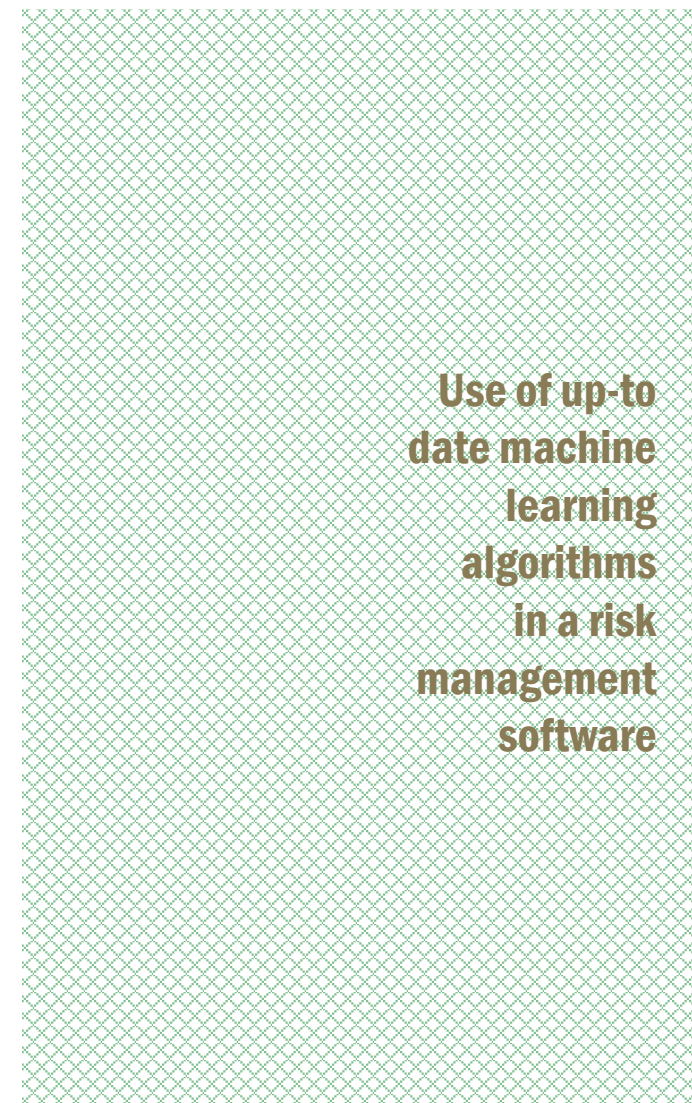 Use of up-to
date machine
learning
algorithms
in a risk
management
software